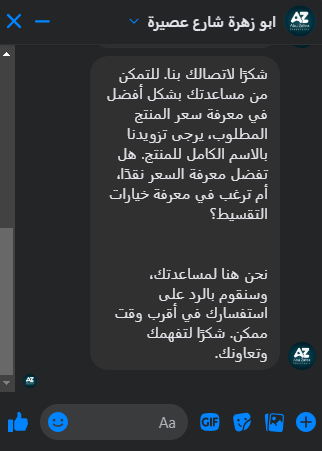 ابو زهرة شارع عصيرة
AZ
شكرًا لاتصالك بنا. للتمكن
من مساعدتك بشكل أفضل
في معرفة سعر المنتج
المطلوب، يرجى تزويدنا
بالاسم الكامل للمنتج. هل
تفضل معرفة السعر نقدًا،
أم ترغب في معرفة خيارات
التقسيط؟
نحن هنا لمساعدتك،
وسنقوم بالرد على
استفسارك في أقرب وقت
ممكن. شكرًا لتفهمك
وتعاونك.
AZ
AZ
Aa
GIF